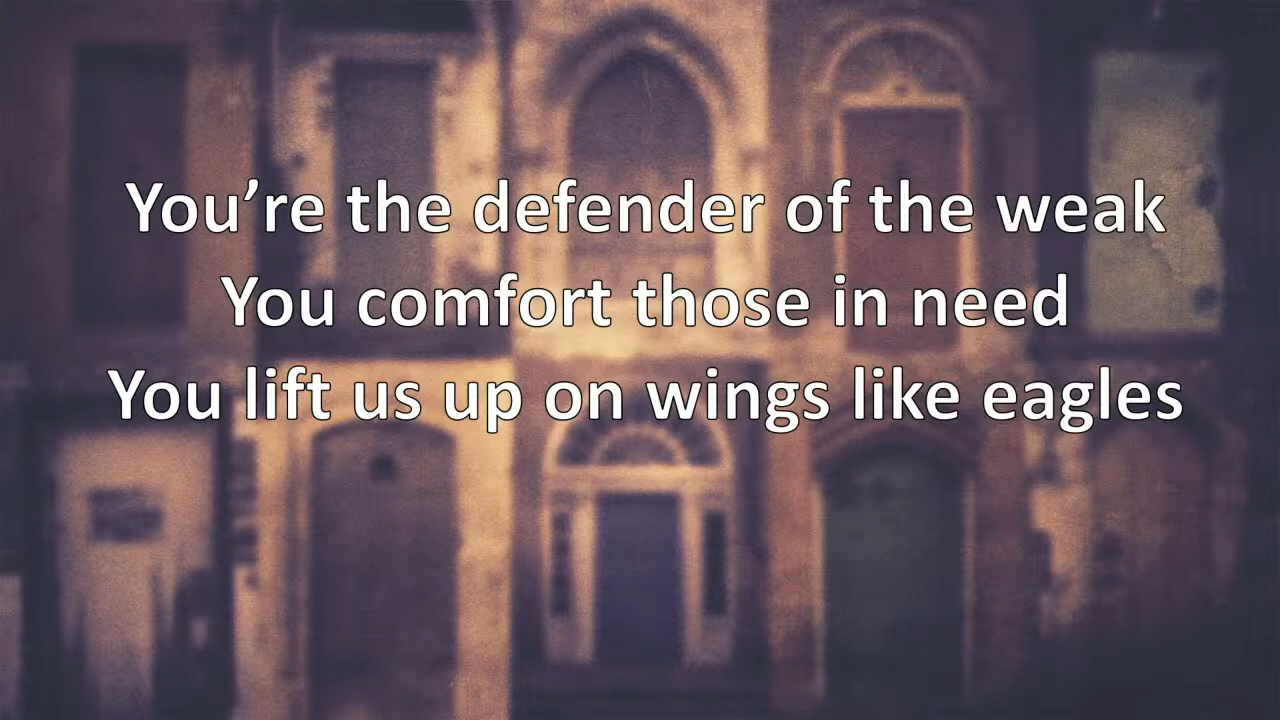 You’re the defender of the weak
You comfort those in need
You lift us up on wings like eagles